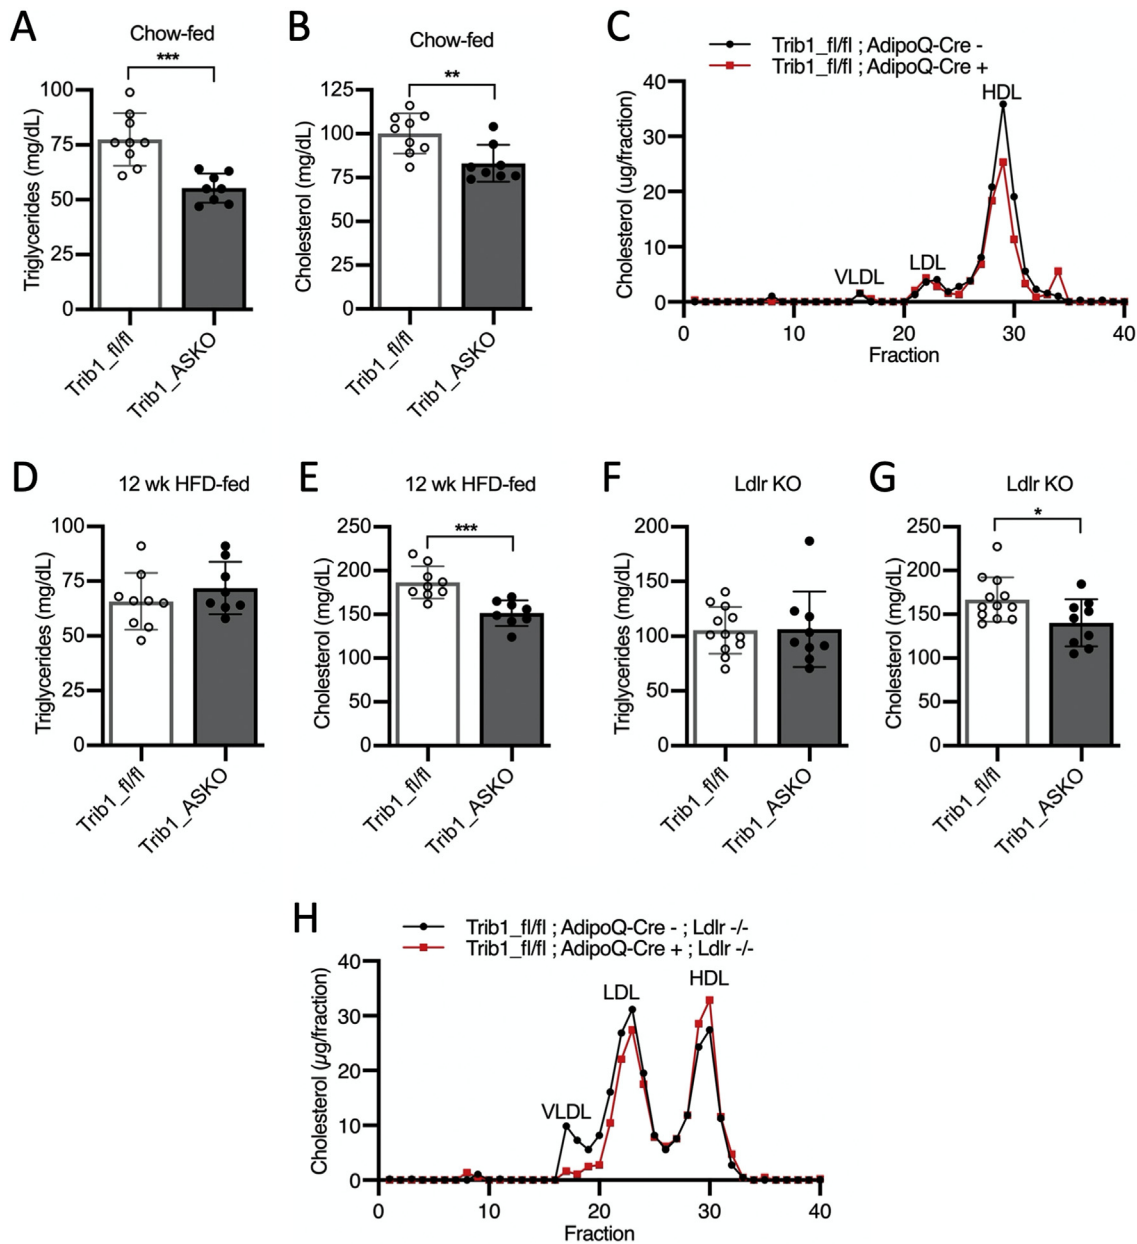 A
Chow-fed
***
Triglycerides (mg/dL)
100
75
50
25
0
Trib1_fl/fl
Trib1_ASKO
B
Chow-fed
**
Cholesterol (mg/dL)
125
100
75
50
25
0
Trib1_fl/fl
Trib1_ASKO
C
Trib1_fl/fl ; AdipoQ-Cre -
Trib1_fl/fl ; AdipoQ-Cre +
Cholesterol (ug/fraction)
40
30
20
10
0
VLDL
LDL
HDL
0 10 20 30 40
Fraction
D
12 wk HFD-fed
Triglycerides (mg/dL)
100
75
50
25
0
Trib1_fl/fl
Trib1_ASKO
E
12 wk HFD-fed
***
Cholesterol (mg/dL)
250
200
150
100
50
0
Trib1_fl/fl
Trib1_ASKO
F
Ldlr KO
Triglycerides (mg/dL)
200
150
100
50
0
Trib1_fl/fl
Trib1_ASKO
G
Ldlr KO
*
Cholesterol (mg/dL)
250
200
150
100
50
0
Trib1_fl/fl
Trib1_ASKO
H
Trib1_fl/fl ; AdipoQ-Cre - ; Ldlr -/-
Trib1_fl/fl ; AdipoQ-Cre + ; Ldlr -/-
Cholesterol (µg/fraction)
40
30
20
10
0
VLDL
LDL
HDL
0 10 20 30 40
Fraction